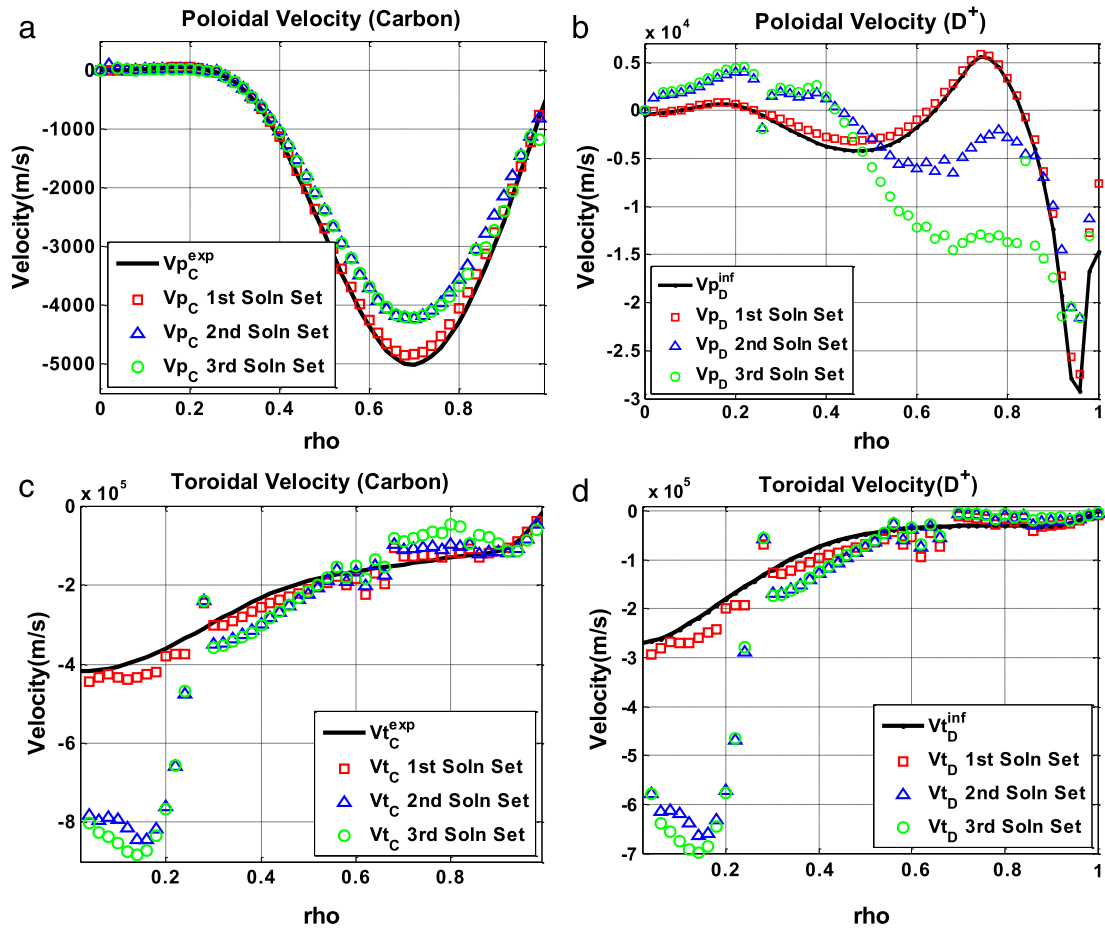 a
Poloidal Velocity (Carbon)
0
-1000
-2000
-3000
-4000
-5000
Velocity(m/s)
Vp_C^exp
Vp_C 1st Soln Set
Vp_C 2nd Soln Set
Vp_C 3rd Soln Set
0 0.2 0.4 0.6 0.8
rho
b
Poloidal Velocity (D⁺)
x 10⁴
0.5
0
-0.5
-1
-1.5
-2
-2.5
-3
Velocity(m/s)
Vp_D^inf
Vp_D 1st Soln Set
Vp_D 2nd Soln Set
Vp_D 3rd Soln Set
0 0.2 0.4 0.6 0.8 1
rho
c
Toroidal Velocity (Carbon)
x 10⁵
0
-2
-4
-6
-8
Velocity(m/s)
Vt_C^exp
Vt_C 1st Soln Set
Vt_C 2nd Soln Set
Vt_C 3rd Soln Set
0.2 0.4 0.6 0.8
rho
d
Toroidal Velocity(D⁺)
x 10⁵
0
-1
-2
-3
-4
-5
-6
-7
Velocity(m/s)
Vt_D^inf
Vt_D 1st Soln Set
Vt_D 2nd Soln Set
Vt_D 3rd Soln Set
0.2 0.4 0.6 0.8 1
rho